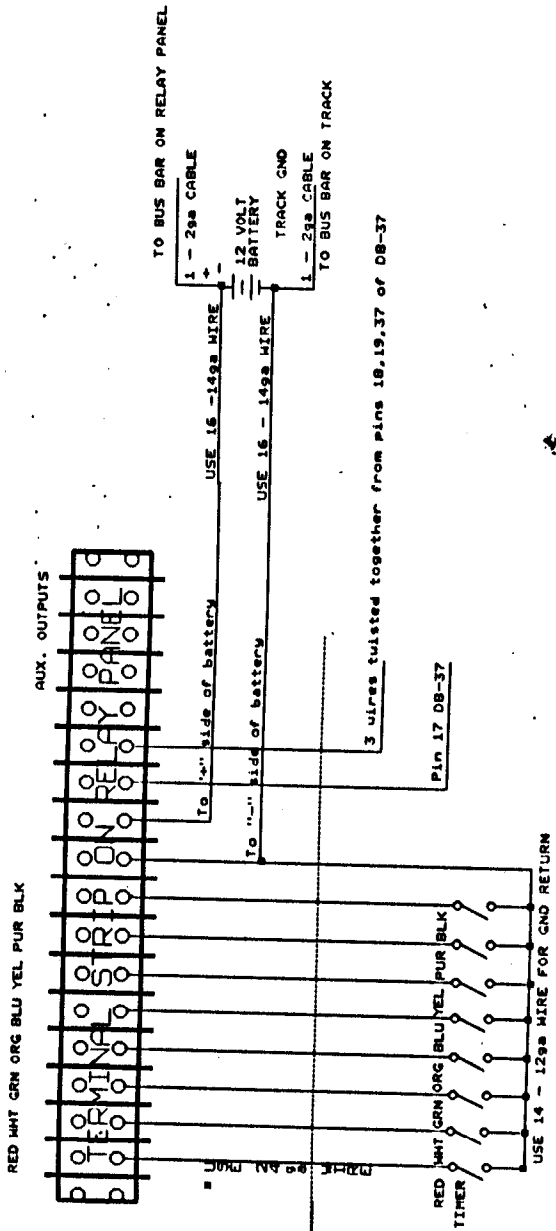 RED WHT GRN ORG BLU YEL PUR BLK
AUX. OUTPUTS
TERMINAL STRIP ON RELAY PANEL
TO BUS BAR ON RELAY PANEL
1 - 2ga CABLE
+
-
12 VOLT
BATTERY
TRACK GND
1 - 2ga CABLE
TO BUS BAR ON TRACK
USE 16 -14ga WIRE
To "+" side of battery
USE 16 - 14ga WIRE
To "-" side of battery
3 wires twisted together from pins 18,19,37 of DB-37
Pin 17 DB-37
USE 24 ga WIRE
RED WHT GRN ORG BLU YEL PUR BLK
TIMER
USE 14 - 12ga WIRE FOR GND RETURN